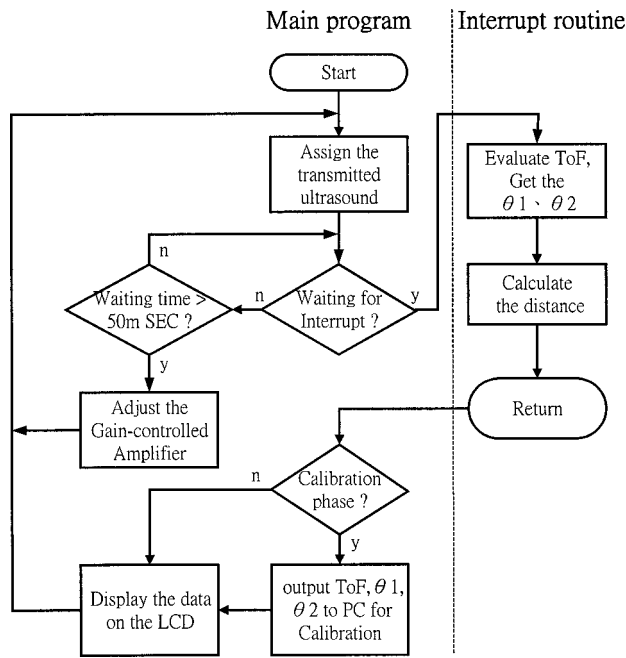 Main program
Interrupt routine
Start
Assign the
transmitted
ultrasound
Evaluate ToF,
Get the
θ1、θ2
n
Waiting time >
50m SEC ?
n
Waiting for
Interrupt ?
y
Calculate
the distance
y
Adjust the
Gain-controlled
Amplifier
Return
n
Calibration
phase ?
y
Display the data
on the LCD
output ToF, θ1,
θ2 to PC for
Calibration